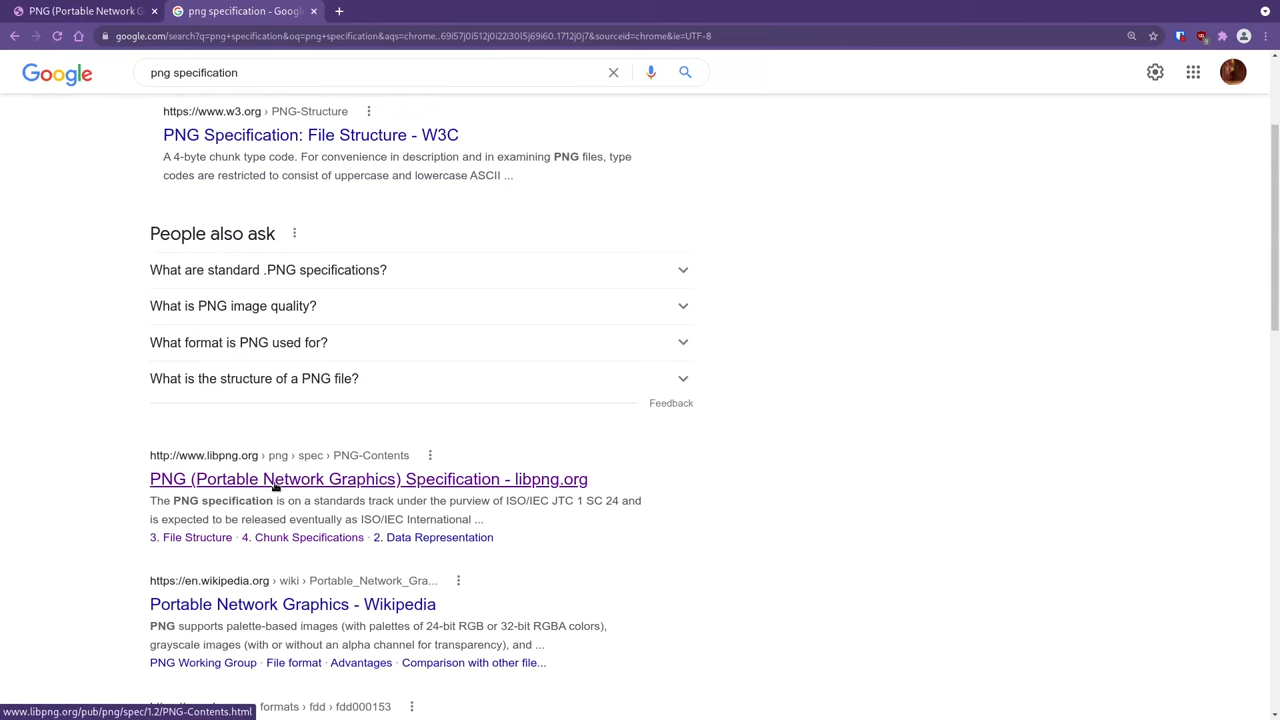 PNG (Portable Network G
png specification - Googl
google.com/search?q=png+specification&oq=png+specification&aqs=chrome..69i57j0i512j0i22i30l5j69i60.1712j0j7&sourceid=chrome&ie=UTF-8
Google
png specification
https://www.w3.org › PNG-Structure
PNG Specification: File Structure - W3C
A 4-byte chunk type code. For convenience in description and in examining PNG files, type
codes are restricted to consist of uppercase and lowercase ASCII ...
People also ask
What are standard .PNG specifications?
What is PNG image quality?
What format is PNG used for?
What is the structure of a PNG file?
Feedback
http://www.libpng.org › png › spec › PNG-Contents
PNG (Portable Network Graphics) Specification - libpng.org
The PNG specification is on a standards track under the purview of ISO/IEC JTC 1 SC 24 and
is expected to be released eventually as ISO/IEC International ...
3. File Structure · 4. Chunk Specifications · 2. Data Representation
https://en.wikipedia.org › wiki › Portable_Network_Gra...
Portable Network Graphics - Wikipedia
PNG supports palette-based images (with palettes of 24-bit RGB or 32-bit RGBA colors),
grayscale images (with or without an alpha channel for transparency), and ...
PNG Working Group · File format · Advantages · Comparison with other file...
formats › fdd › fdd000153
www.libpng.org/pub/png/spec/1.2/PNG-Contents.html